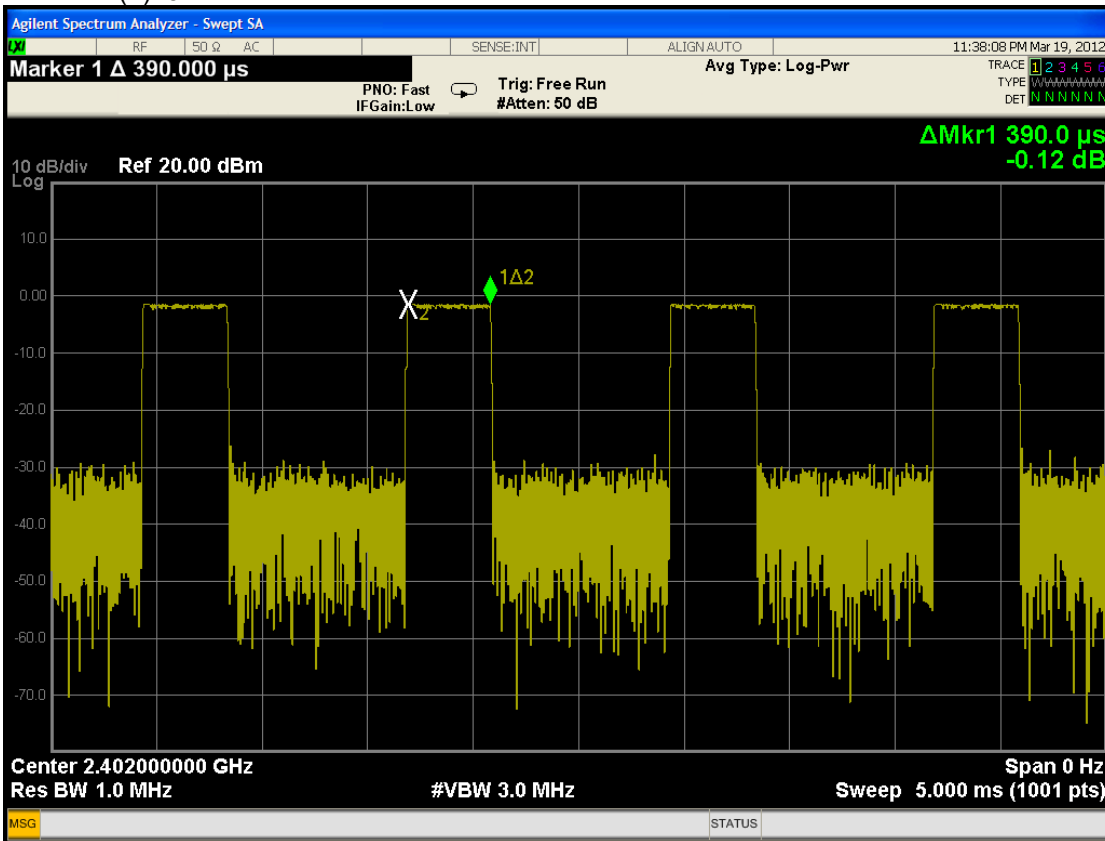 Agilent Spectrum Analyzer - Swept SA
LXI RF 50 Ω AC SENSE:INT ALIGN AUTO 11:38:08 PM Mar 19, 2012
Marker 1 Δ 390.000 µs
PNO: Fast
IFGain:Low
Trig: Free Run
#Atten: 50 dB
Avg Type: Log-Pwr
TRACE 1 2 3 4 5 6
TYPE
DET N N N N N N
ΔMkr1 390.0 µs
-0.12 dB
10 dB/div Ref 20.00 dBm
Log
10.0
1Δ2
0.00
X2
-10.0
-20.0
-30.0
-40.0
-50.0
-60.0
-70.0
Center 2.402000000 GHz Span 0 Hz
Res BW 1.0 MHz #VBW 3.0 MHz Sweep 5.000 ms (1001 pts)
MSG STATUS